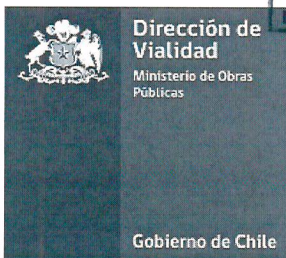 Dirección de
Vialidad
Ministerio de Obras
Públicas
Gobierno de Chile